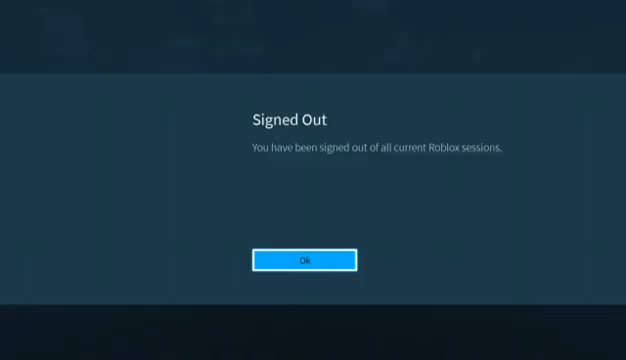 Signed Out
You have been signed out of all current Roblox sessions.
Ok